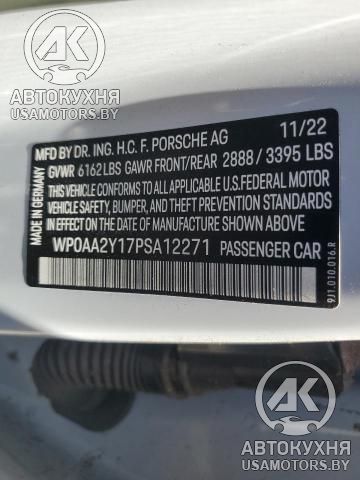 AK
АВТОКУХНЯ
USAMOTORS.BY
MFD BY DR. ING. H.C. F. PORSCHE AG 11/22
GVWR 6162 LBS GAWR FRONT/REAR 2888 / 3395 LBS
THIS VEHICLE CONFORMS TO ALL APPLICABLE U.S.FEDERAL MOTOR
VEHICLE SAFETY, BUMPER, AND THEFT PREVENTION STANDARDS
IN EFFECT ON THE DATE OF MANUFACTURE SHOWN ABOVE.
WP0AA2Y17PSA12271 PASSENGER CAR
MADE IN GERMANY
9J1.010.016.R
AK
АВТОКУХНЯ
USAMOTORS.BY